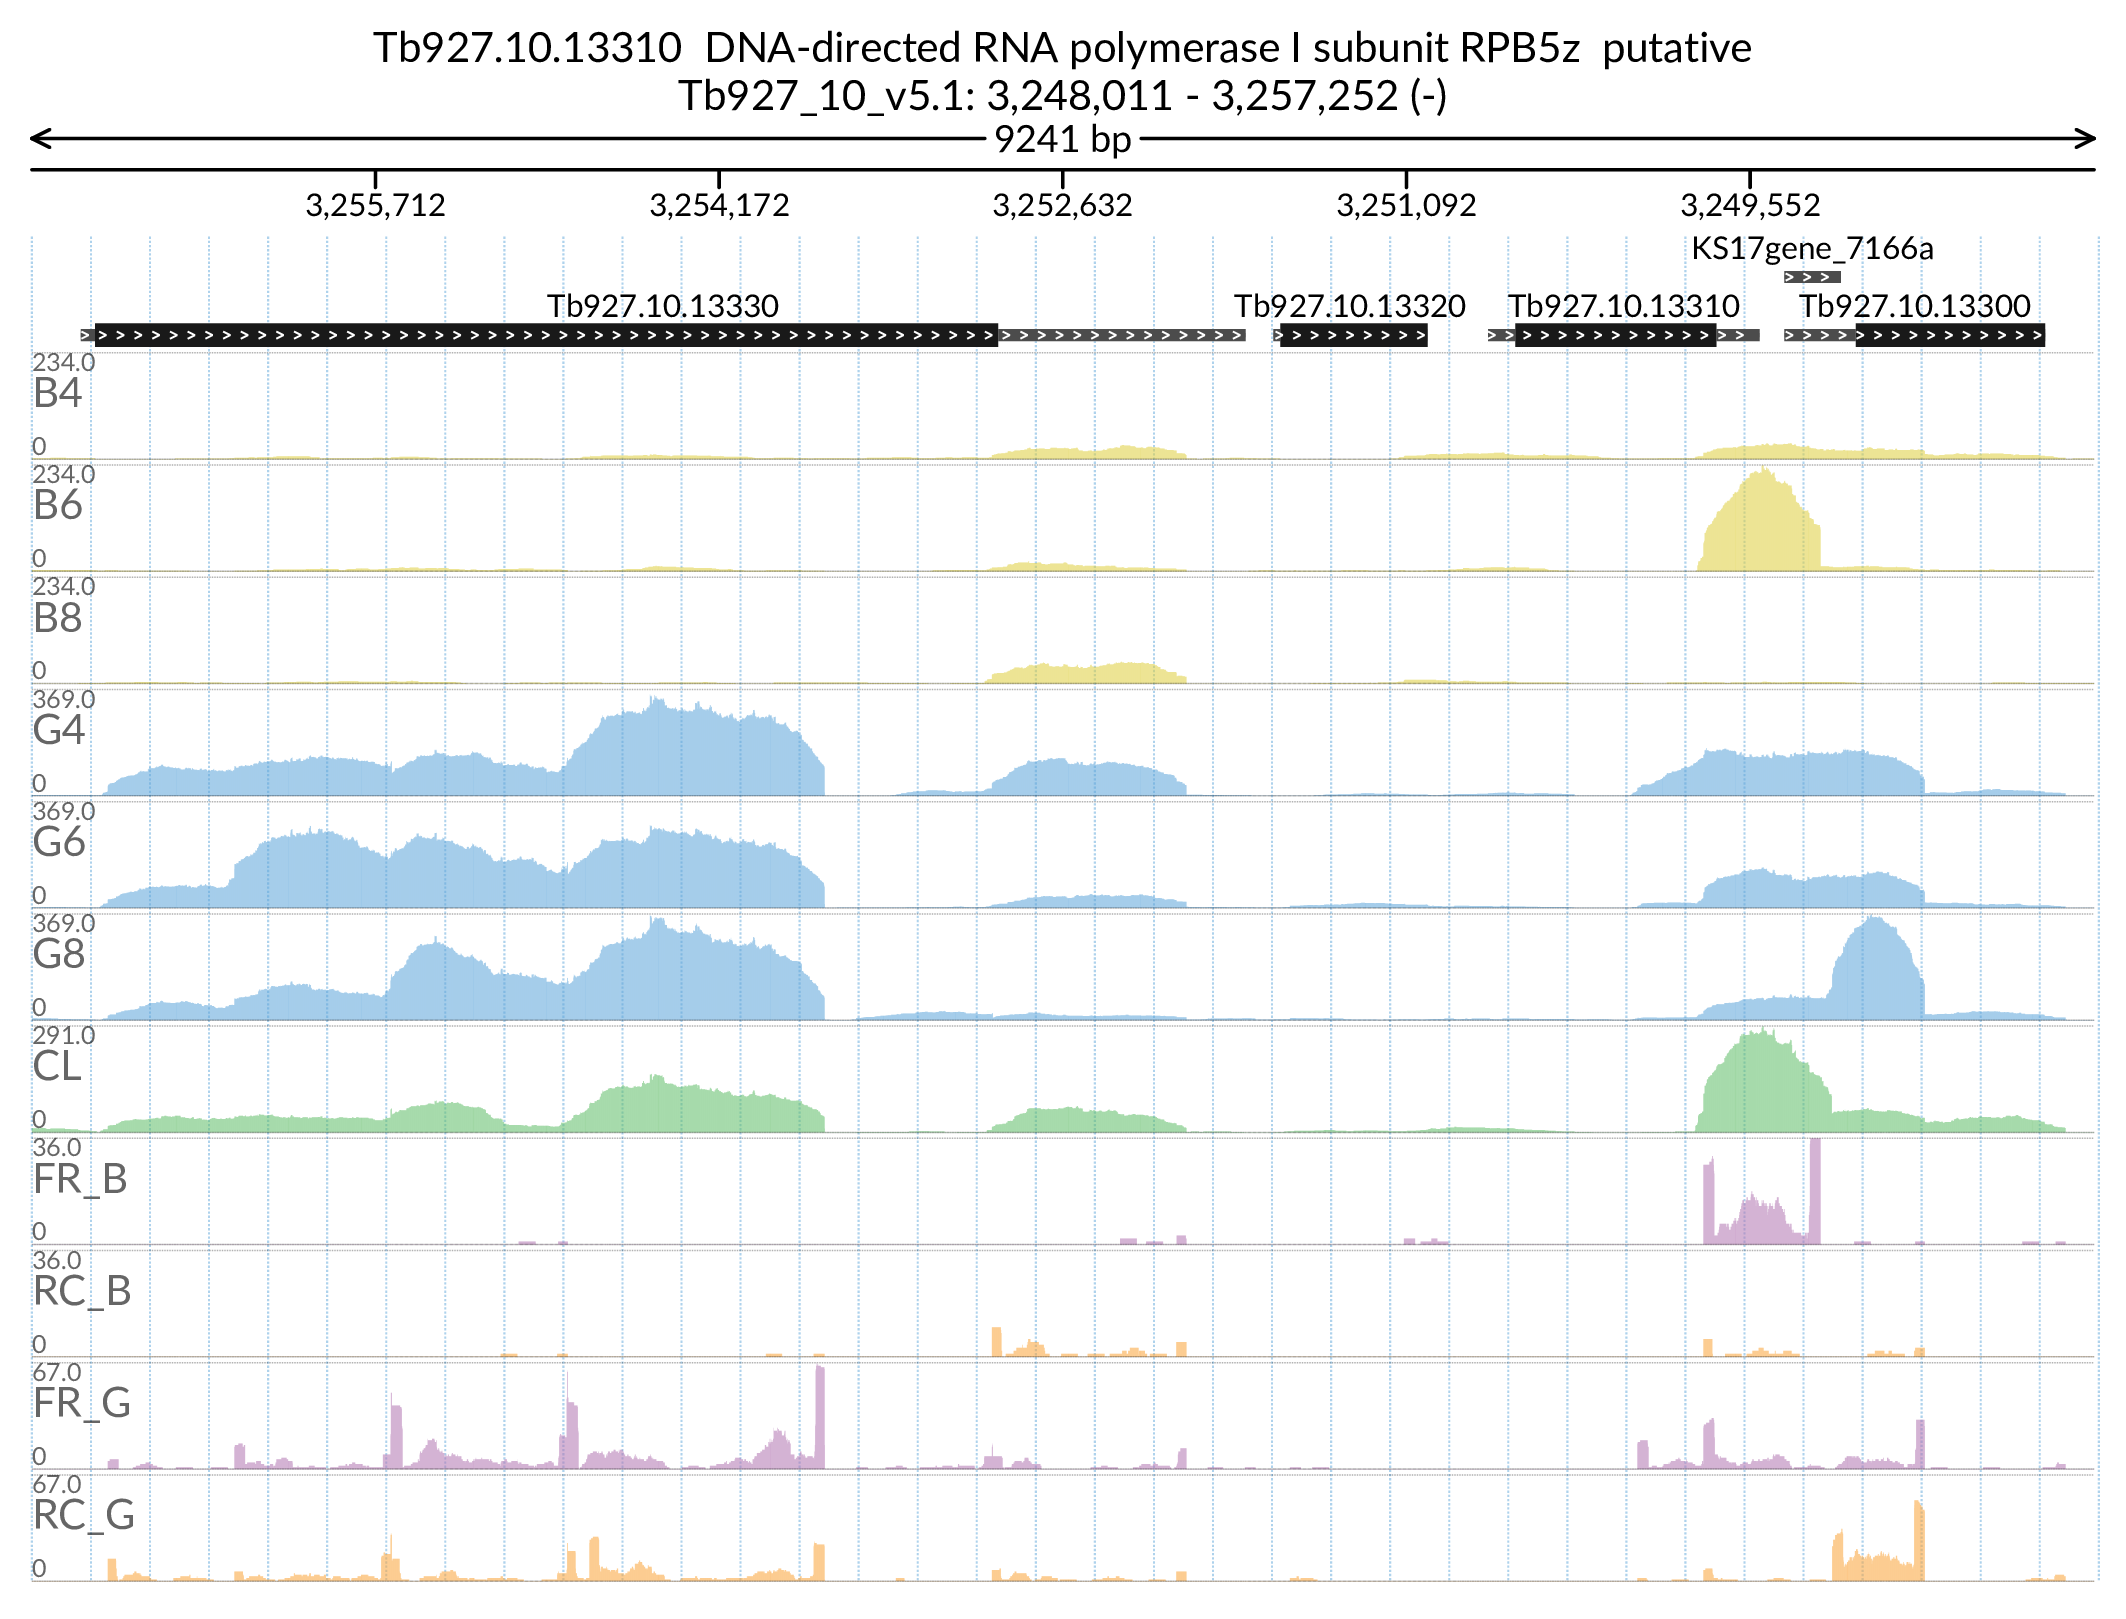 Tb927.10.13310  DNA-directed RNA polymerase I subunit RPB5z  putative
Tb927_10_v5.1: 3,248,011 - 3,257,252 (-)
9241 bp
3,255,712 3,254,172 3,252,632 3,251,092 3,249,552
KS17gene_7166a
Tb927.10.13330 Tb927.10.13320 Tb927.10.13310 Tb927.10.13300
234.0
B4
0
234.0
B6
0
234.0
B8
0
369.0
G4
0
369.0
G6
0
369.0
G8
0
291.0
CL
0
36.0
FR_B
0
36.0
RC_B
0
67.0
FR_G
0
67.0
RC_G
0